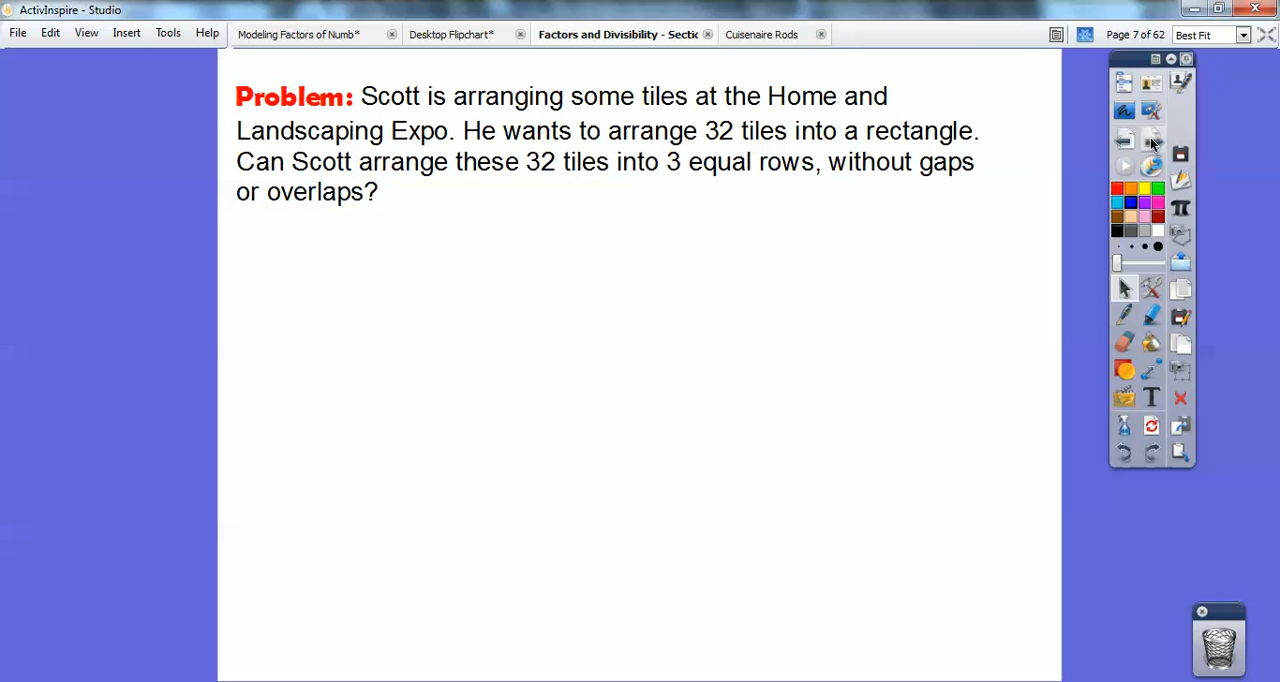 ActivInspire - Studio
File Edit View Insert Tools Help
Modeling Factors of Numb* Desktop Flipchart* Factors and Divisibility - Sectic Cuisenaire Rods
Page 7 of 62 Best Fit
Problem: Scott is arranging some tiles at the Home and
Landscaping Expo. He wants to arrange 32 tiles into a rectangle.
Can Scott arrange these 32 tiles into 3 equal rows, without gaps
or overlaps?